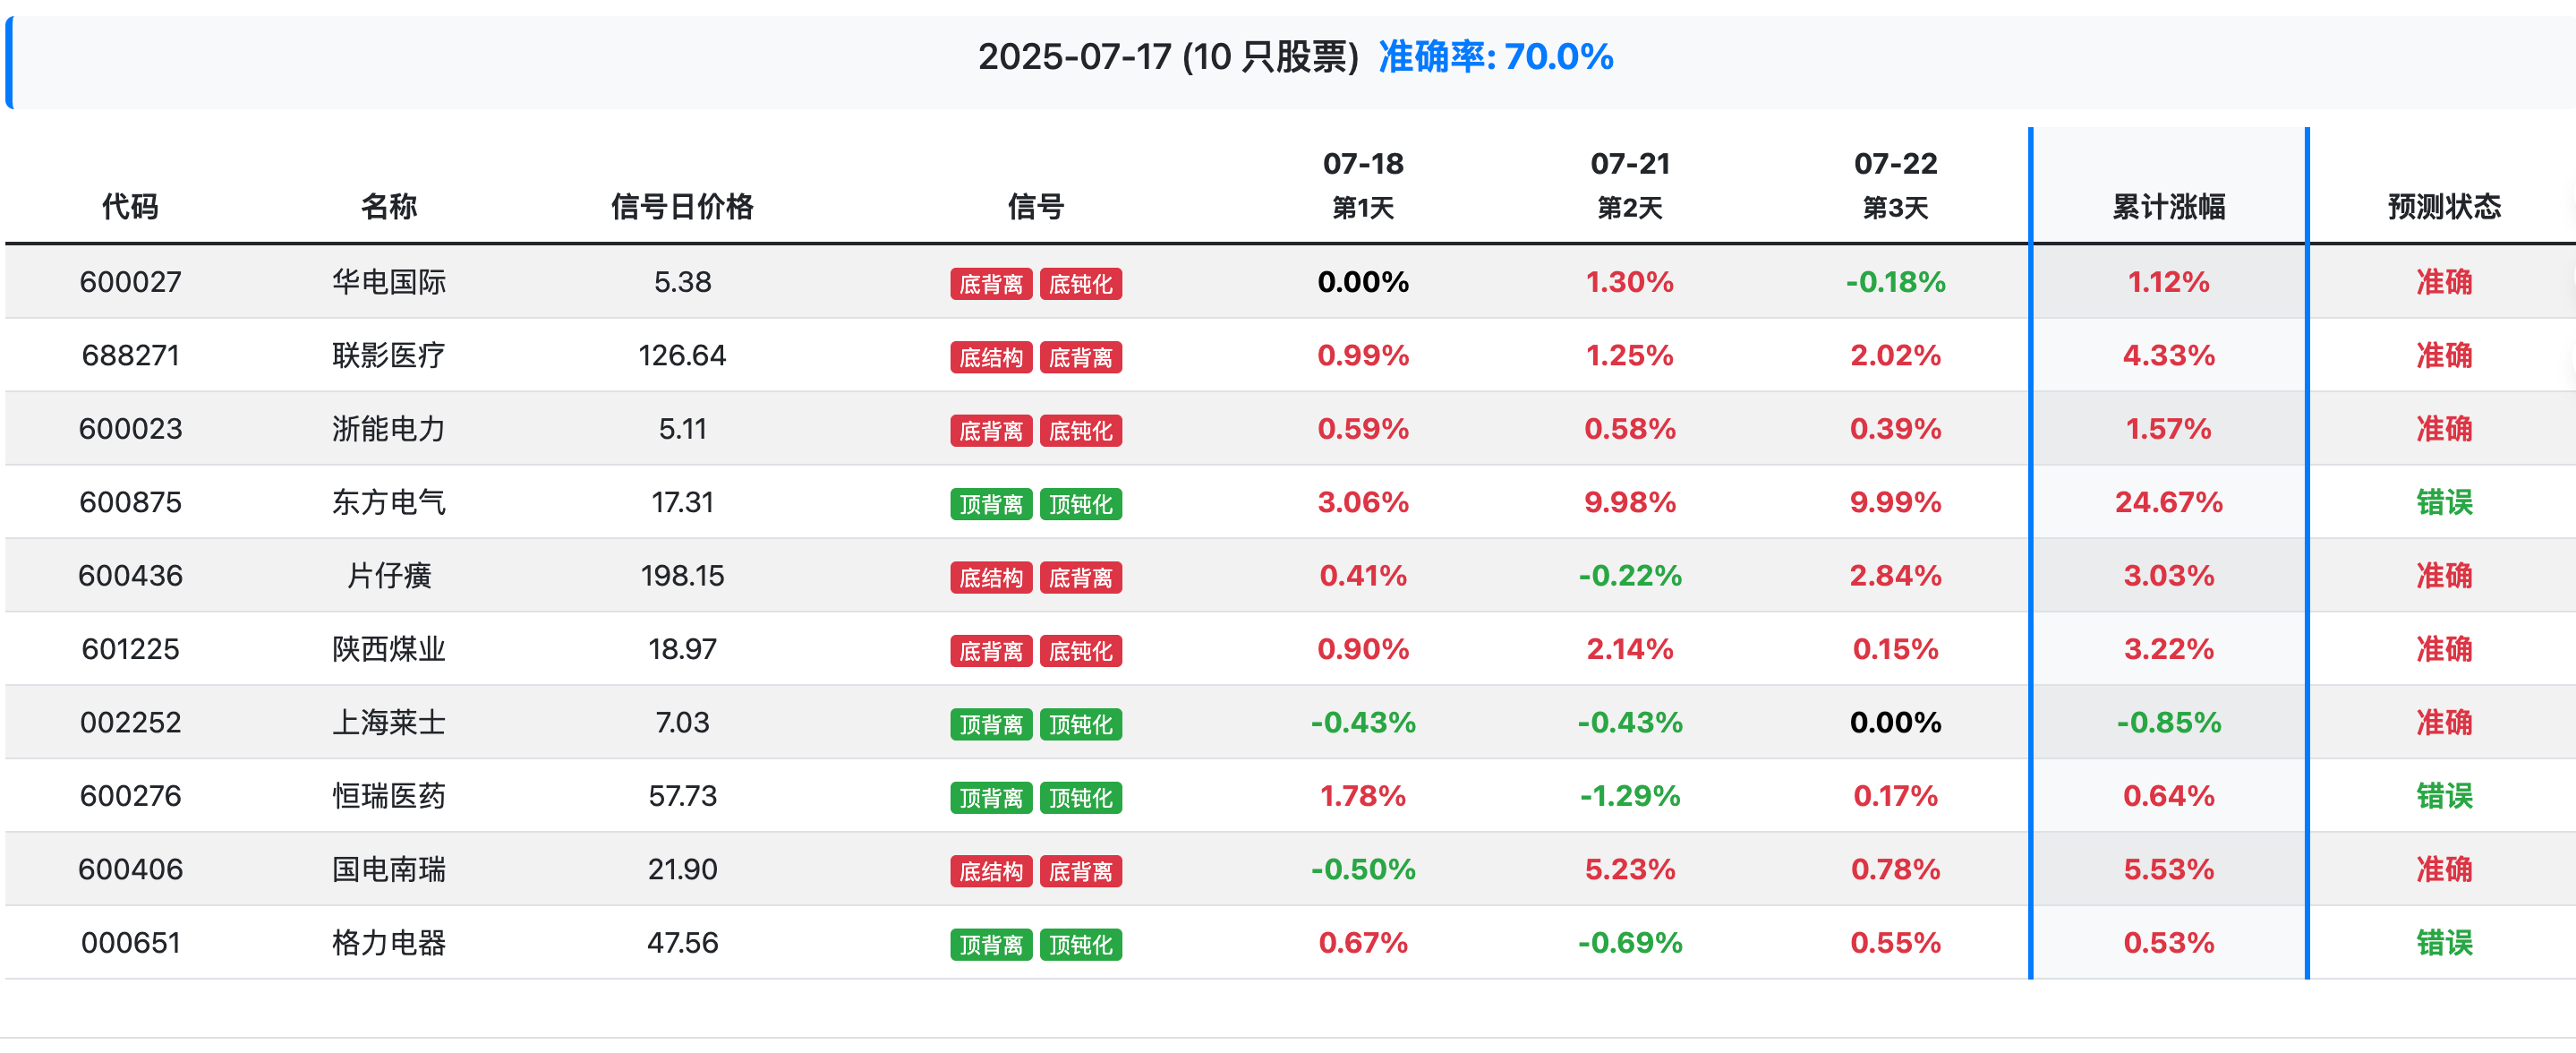 2025-07-17 (10 只股票) 准确率: 70.0%
代码 名称 信号日价格 信号 07-18 第1天 07-21 第2天 07-22 第3天 累计涨幅 预测状态
600027 华电国际 5.38 底背离 底钝化 0.00% 1.30% -0.18% 1.12% 准确
688271 联影医疗 126.64 底结构 底背离 0.99% 1.25% 2.02% 4.33% 准确
600023 浙能电力 5.11 底背离 底钝化 0.59% 0.58% 0.39% 1.57% 准确
600875 东方电气 17.31 顶背离 顶钝化 3.06% 9.98% 9.99% 24.67% 错误
600436 片仔癀 198.15 底结构 底背离 0.41% -0.22% 2.84% 3.03% 准确
601225 陕西煤业 18.97 底背离 底钝化 0.90% 2.14% 0.15% 3.22% 准确
002252 上海莱士 7.03 顶背离 顶钝化 -0.43% -0.43% 0.00% -0.85% 准确
600276 恒瑞医药 57.73 顶背离 顶钝化 1.78% -1.29% 0.17% 0.64% 错误
600406 国电南瑞 21.90 底结构 底背离 -0.50% 5.23% 0.78% 5.53% 准确
000651 格力电器 47.56 顶背离 顶钝化 0.67% -0.69% 0.55% 0.53% 错误